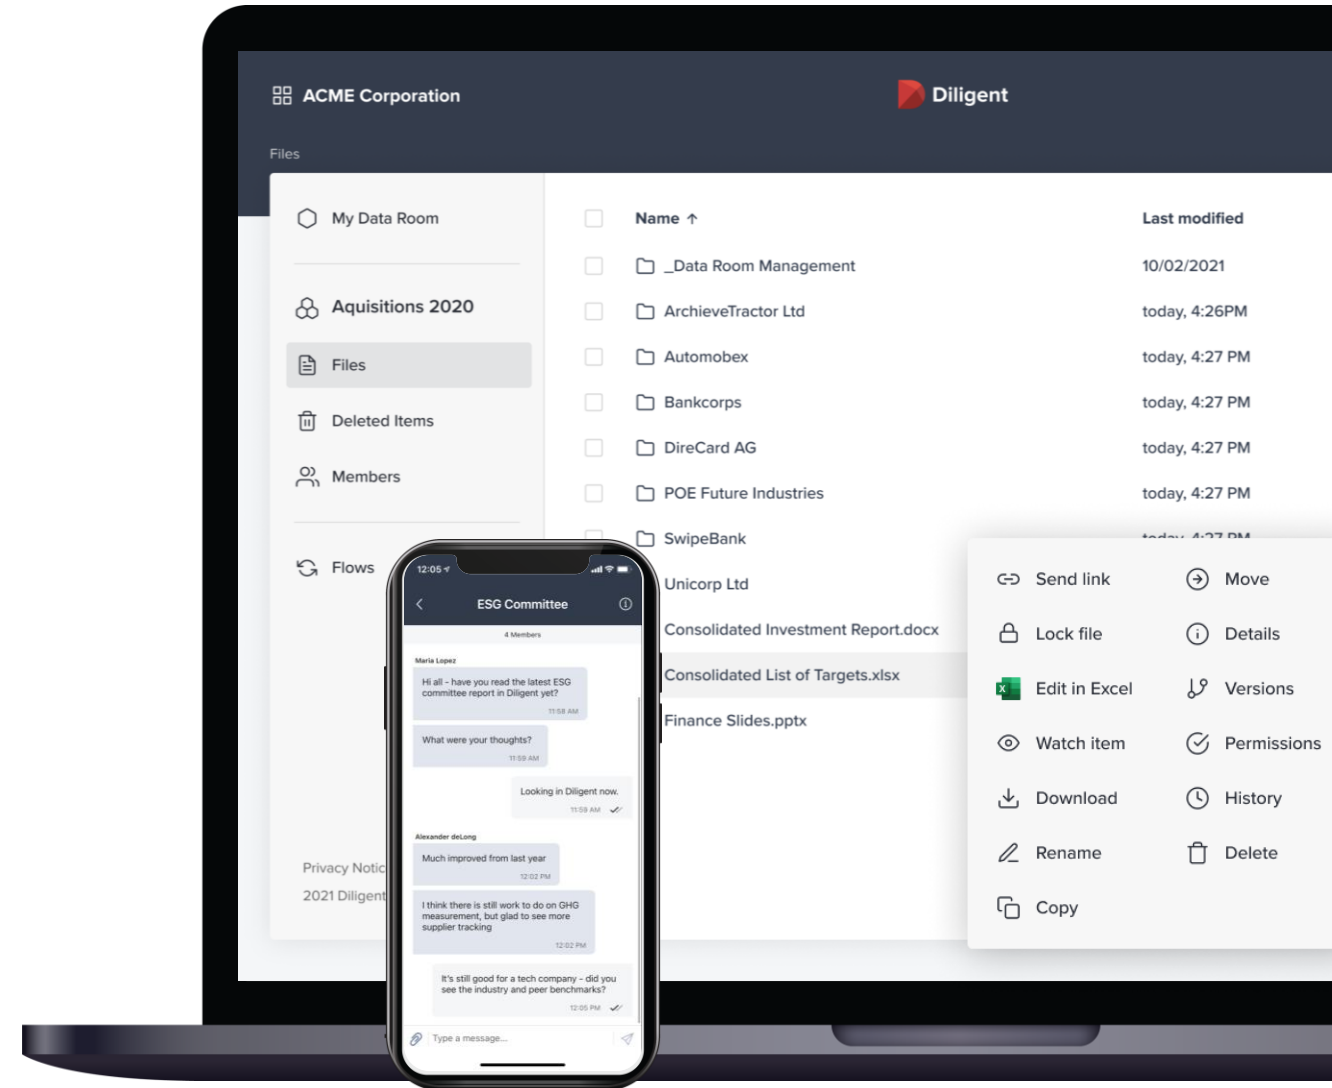 ACME Corporation
Diligent
Files
My Data Room
Aquisitions 2020
Files
Deleted Items
Members
Flows
Privacy Notic
2021 Diligent
Name ↑
Last modified
_Data Room Management
10/02/2021
ArchieveTractor Ltd
today, 4:26PM
Automobex
today, 4:27 PM
Bankcorps
today, 4:27 PM
DireCard AG
today, 4:27 PM
POE Future Industries
today, 4:27 PM
SwipeBank
today, 4:27 PM
Unicorp Ltd
Consolidated Investment Report.docx
Consolidated List of Targets.xlsx
Finance Slides.pptx
Send link
Move
Lock file
Details
Edit in Excel
Versions
Watch item
Permissions
Download
History
Rename
Delete
Copy
12:05
ESG Committee
4 Members
Maria Lopez
Hi all - have you read the latest ESG
committee report in Diligent yet?
11:58 AM
What were your thoughts?
11:59 AM
Looking in Diligent now.
11:59 AM
Alexander deLong
Much improved from last year
12:02 PM
I think there is still work to do on GHG
measurement, but glad to see more
supplier tracking
12:02 PM
It's still good for a tech company - did you
see the industry and peer benchmarks?
12:05 PM
Type a message...